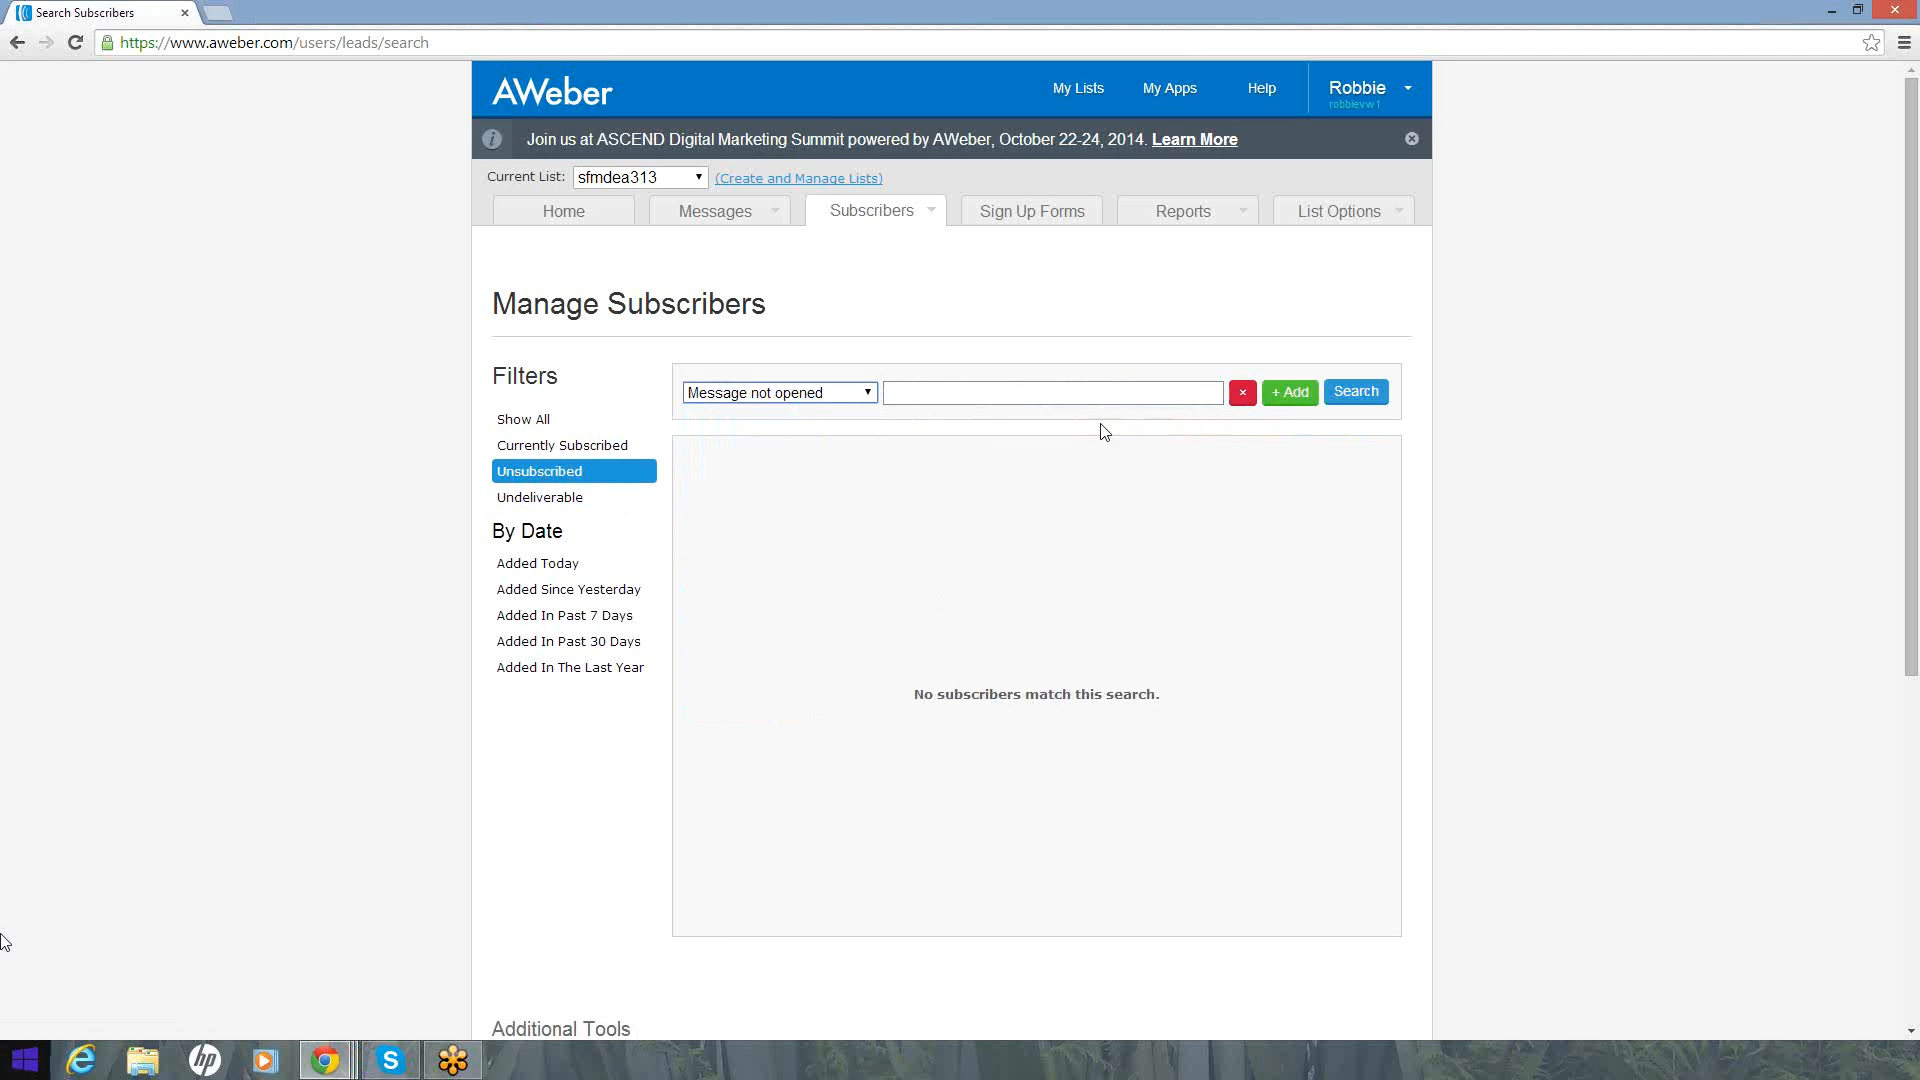 Search Subscribers
https://www.aweber.com/users/leads/search
AWeber
My Lists
My Apps
Help
Robbie
robbievw1
Join us at ASCEND Digital Marketing Summit powered by AWeber, October 22-24, 2014. Learn More
Current List: sfmdea313 (Create and Manage Lists)
Home
Messages
Subscribers
Sign Up Forms
Reports
List Options
Manage Subscribers
Filters
Message not opened
× + Add Search
Show All
Currently Subscribed
Unsubscribed
Undeliverable
By Date
Added Today
Added Since Yesterday
Added In Past 7 Days
Added In Past 30 Days
Added In The Last Year
No subscribers match this search.
Additional Tools